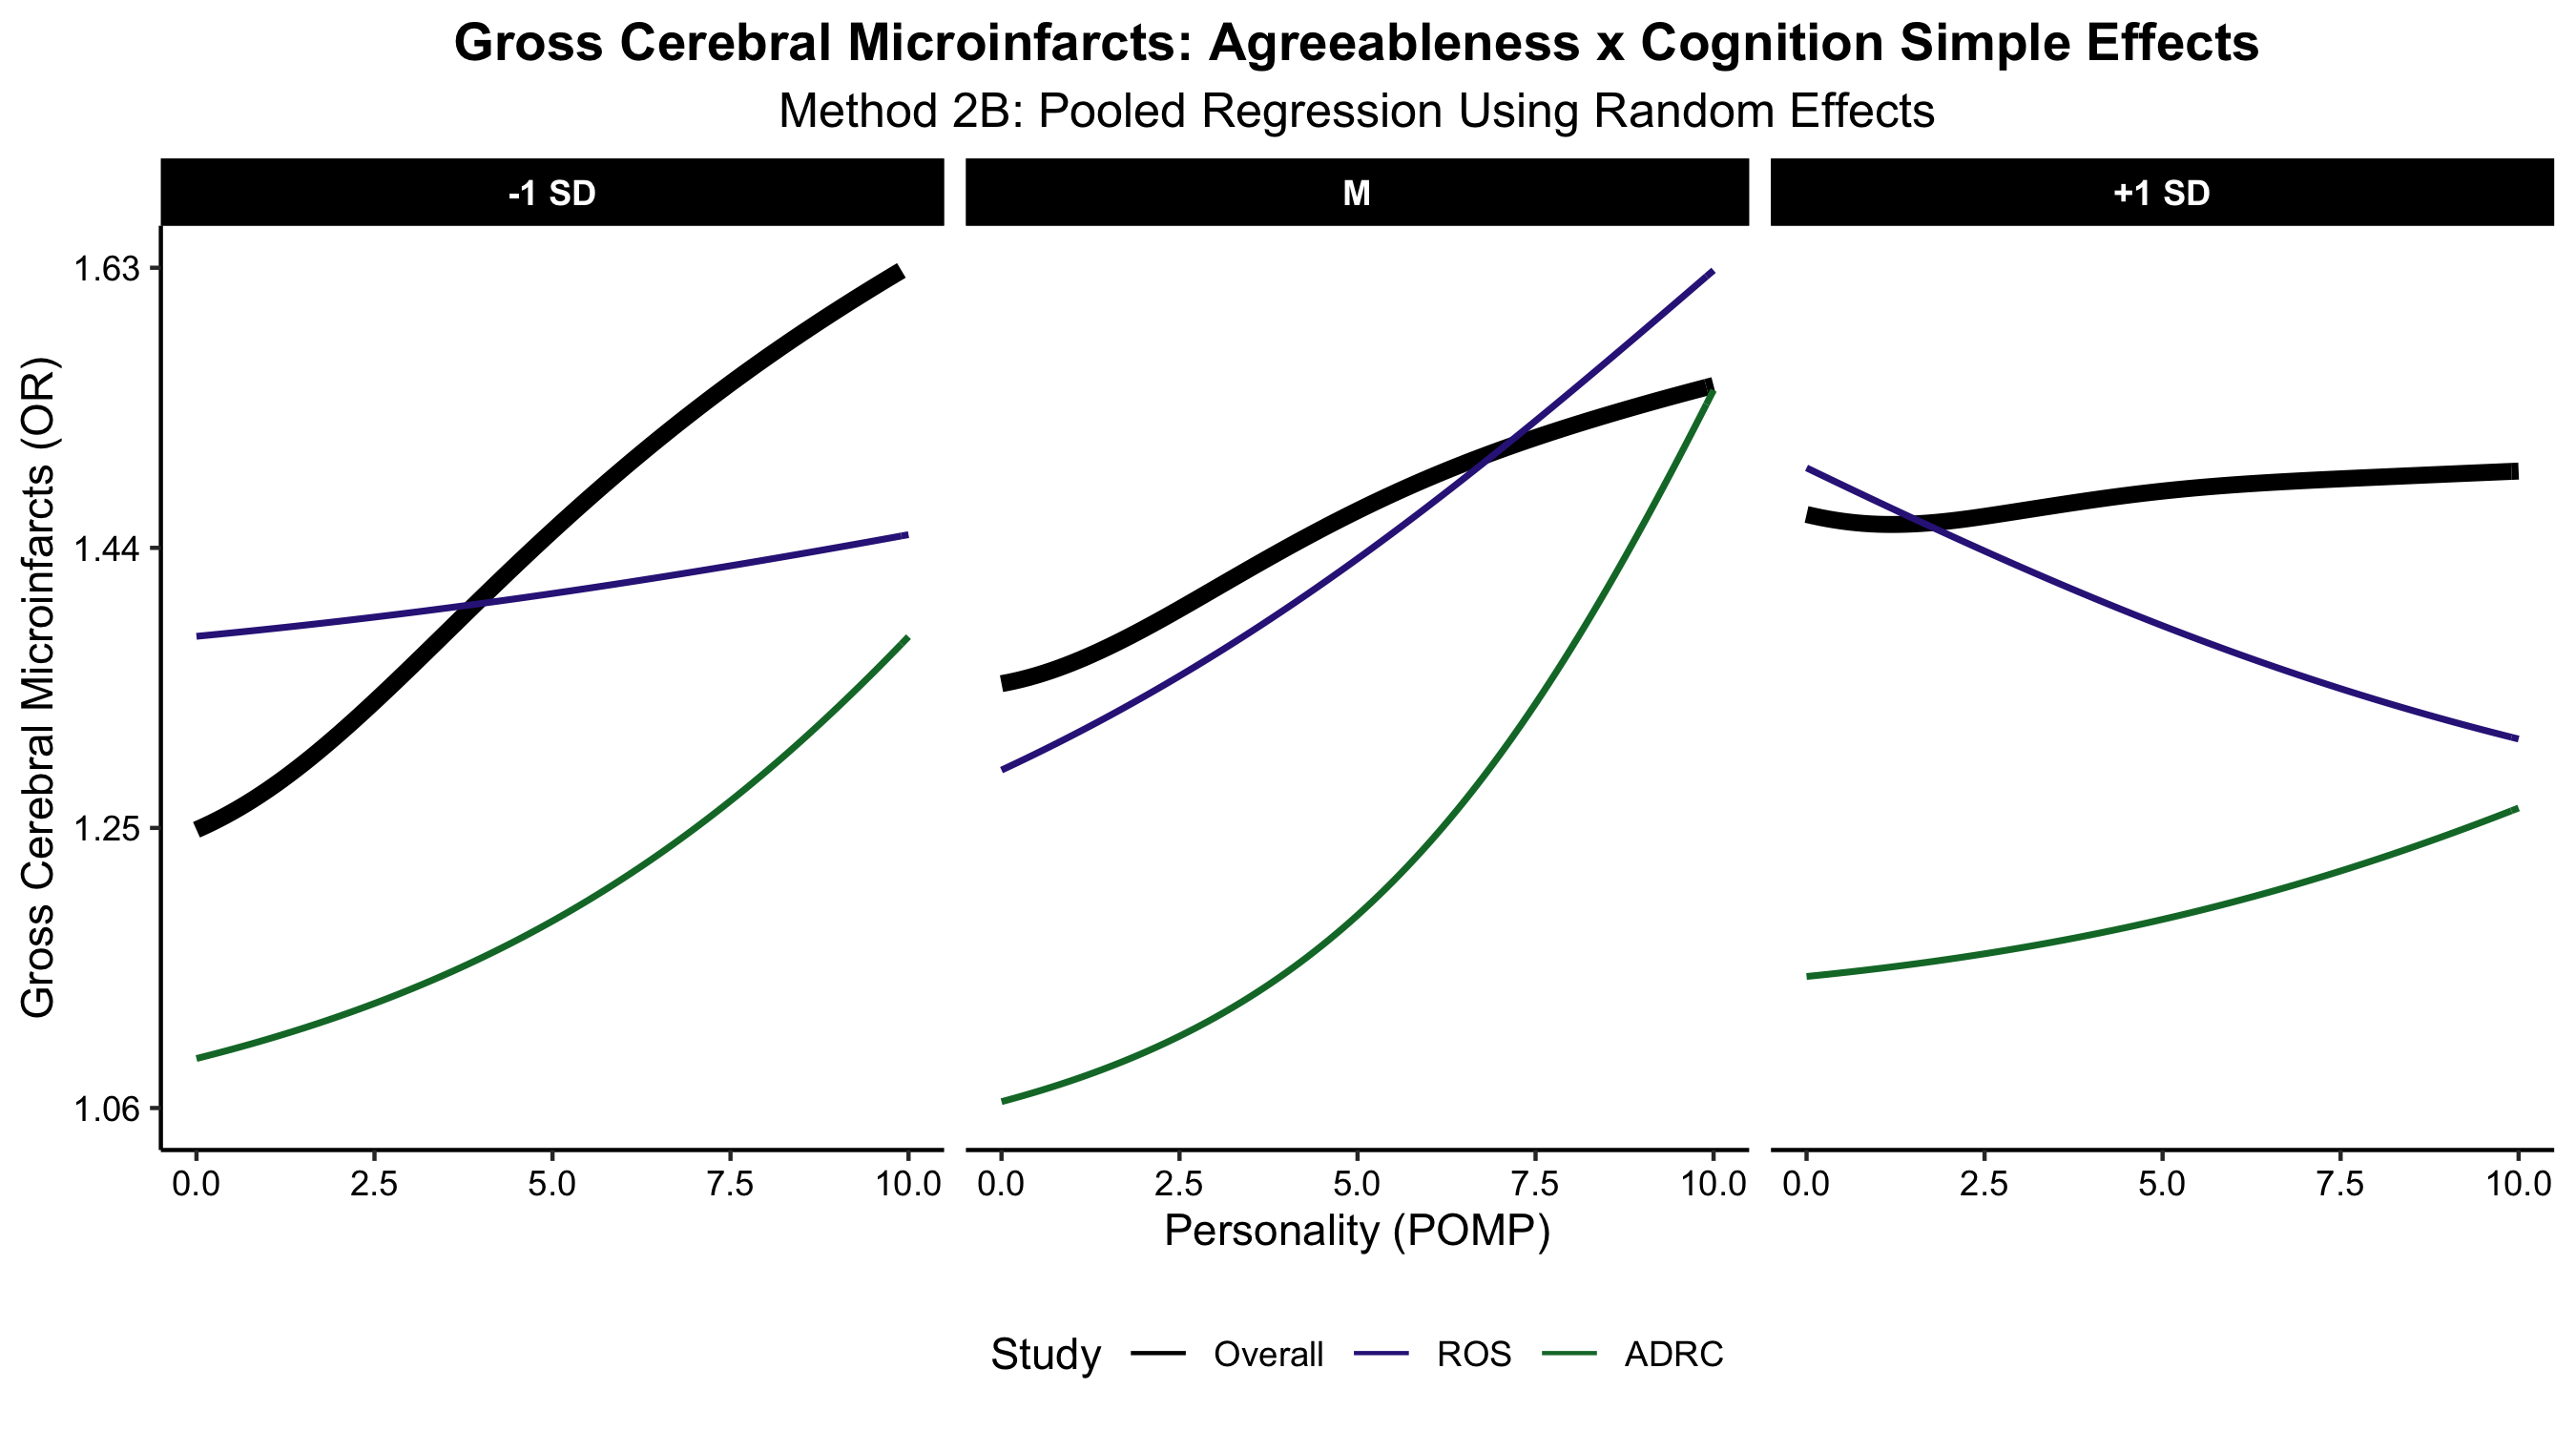 Gross Cerebral Microinfarcts: Agreeableness x Cognition Simple Effects
Method 2B: Pooled Regression Using Random Effects
-1 SD
M
+1 SD
Gross Cerebral Microinfarcts (OR)
1.63
1.44
1.25
1.06
0.0 2.5 5.0 7.5 10.0
0.0 2.5 5.0 7.5 10.0
0.0 2.5 5.0 7.5 10.0
Personality (POMP)
Study Overall ROS ADRC